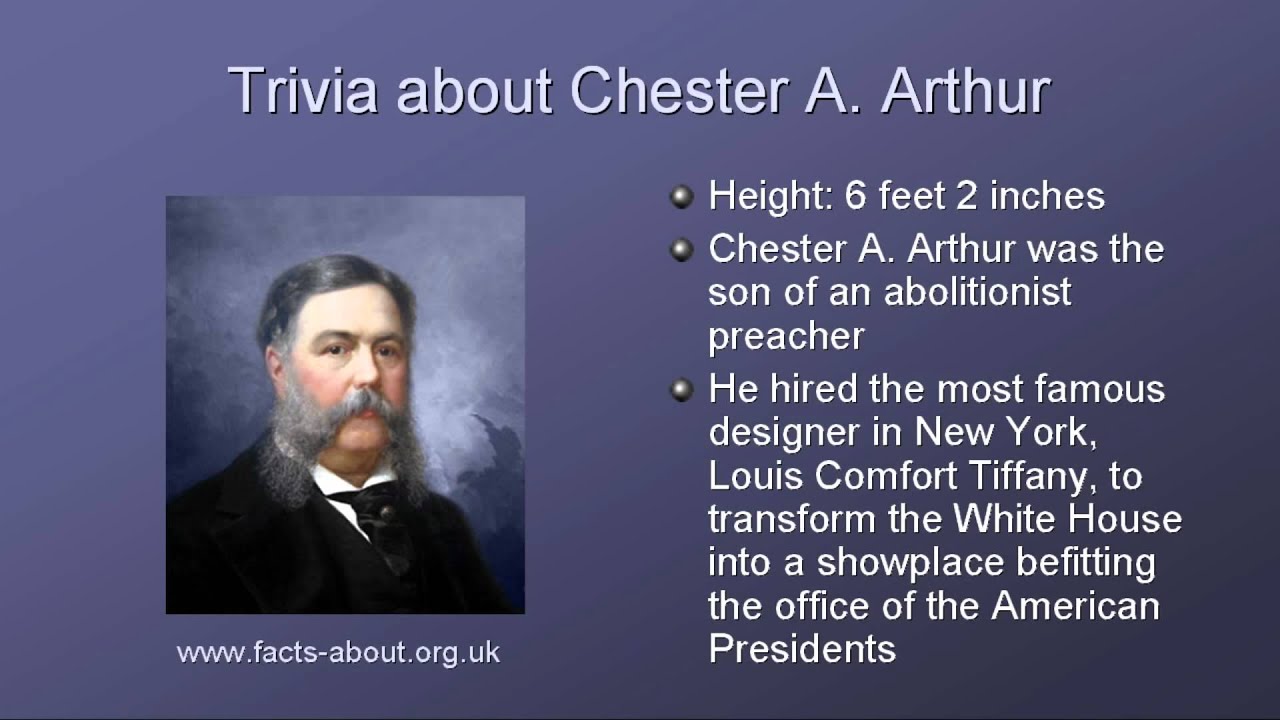 Trivia about Chester A. Arthur
Height: 6 feet 2 inches
Chester A. Arthur was the
son of an abolitionist
preacher
He hired the most famous
designer in New York,
Louis Comfort Tiffany, to
transform the White House
into a showplace befitting
the office of the American
Presidents
www.facts-about.org.uk